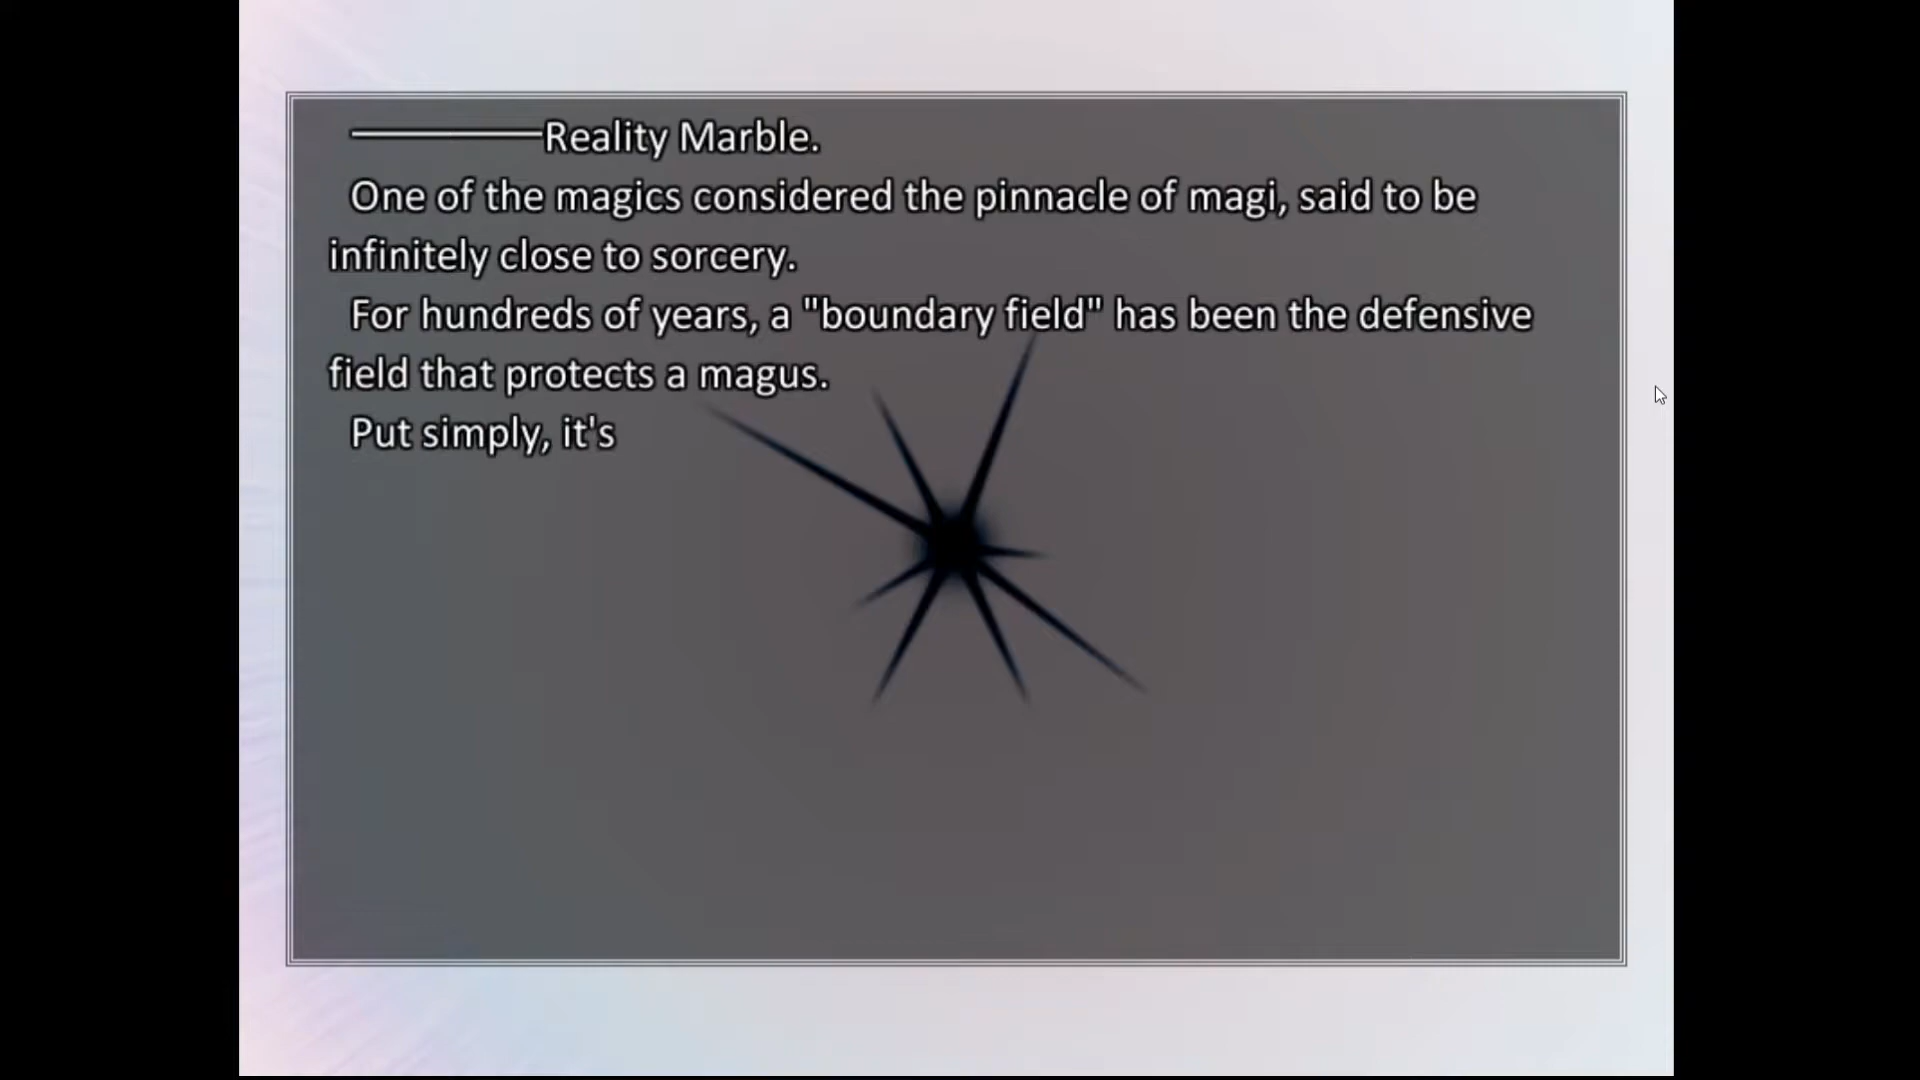 ————Reality Marble.
One of the magics considered the pinnacle of magi, said to be
infinitely close to sorcery.
For hundreds of years, a "boundary field" has been the defensive
field that protects a magus.
Put simply, it's